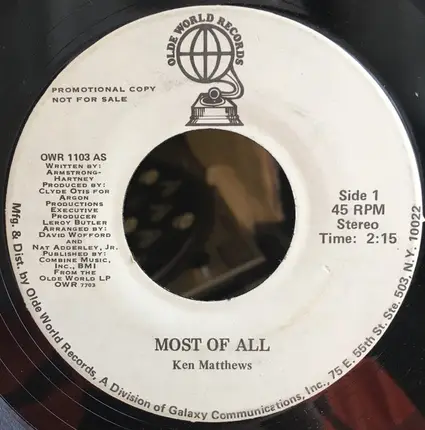 OLDE WORLD RECORDS
PROMOTIONAL COPY
NOT FOR SALE
OWR 1103 AS
WRITTEN BY:
ARMSTRONG-
HARTNEY
PRODUCED BY:
CLYDE OTIS FOR
ARGON
PRODUCTIONS
EXECUTIVE
PRODUCER
LEROY BUTLER
ARRANGED BY:
DAVID WOFFORD
AND
NAT ADDERLEY, JR.
PUBLISHED BY:
COMBINE MUSIC,
INC., BMI
FROM THE
OLDE WORLD LP
OWR 7703
Side 1
45 RPM
Stereo
Time: 2:15
MOST OF ALL
Ken Matthews
Mfg. & Dist. by Olde World Records, A Division of Galaxy Communications, Inc., 75 E. 55th St. Ste. 503, N.Y. 10022